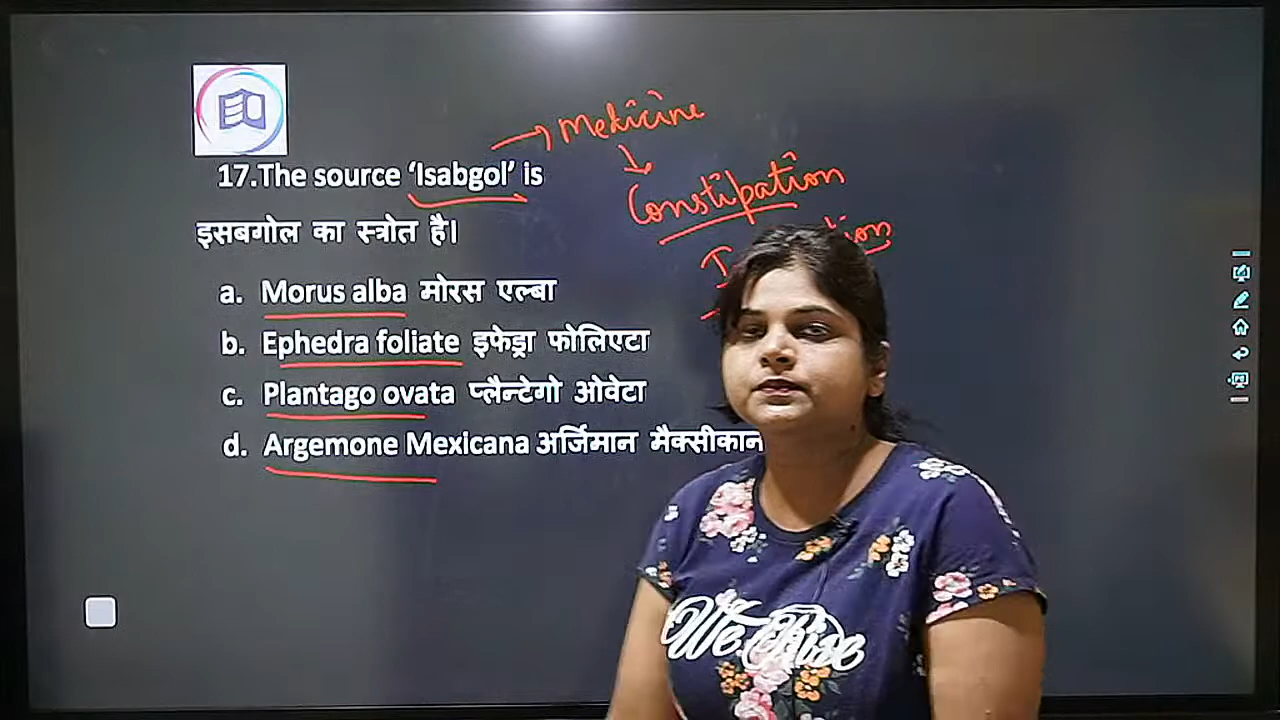 → Medicine
17.The source ‘Isabgol’ is
Constipation
इसबगोल का स्त्रोत है।
a. Morus alba मोरस एल्बा
b. Ephedra foliate इफेड्रा फोलिएटा
c. Plantago ovata प्लैन्टेगो ओवेटा
d. Argemone Mexicana अर्जिमान मैक्सीकान
We